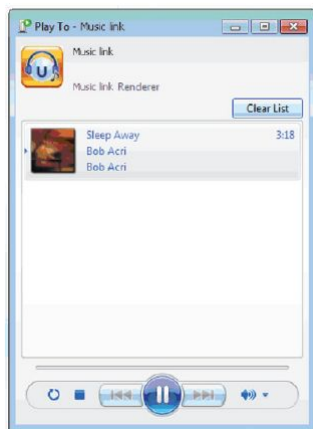 Play To - Music link
Music link
Music link Renderer
Clear List
Sleep Away 3:18
Bob Acri
Bob Acri